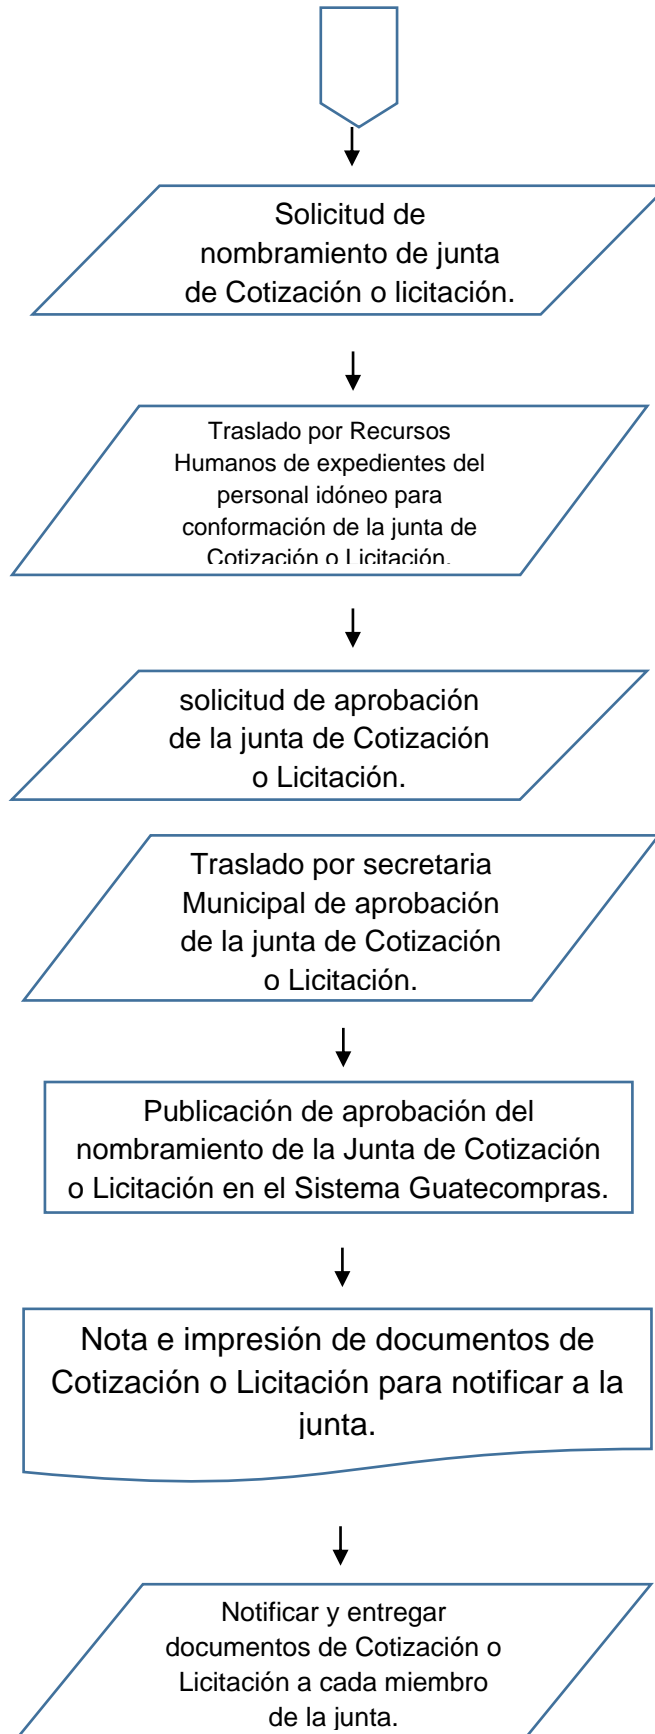 Solicitud de
nombramiento de junta
de Cotización o licitación.
Traslado por Recursos
Humanos de expedientes del
personal idóneo para
conformación de la junta de
Cotización o Licitación.
solicitud de aprobación
de la junta de Cotización
o Licitación.
Traslado por secretaria
Municipal de aprobación
de la junta de Cotización
o Licitación.
Publicación de aprobación del
nombramiento de la Junta de Cotización
o Licitación en el Sistema Guatecompras.
Nota e impresión de documentos de
Cotización o Licitación para notificar a la
junta.
Notificar y entregar
documentos de Cotización o
Licitación a cada miembro
de la junta.